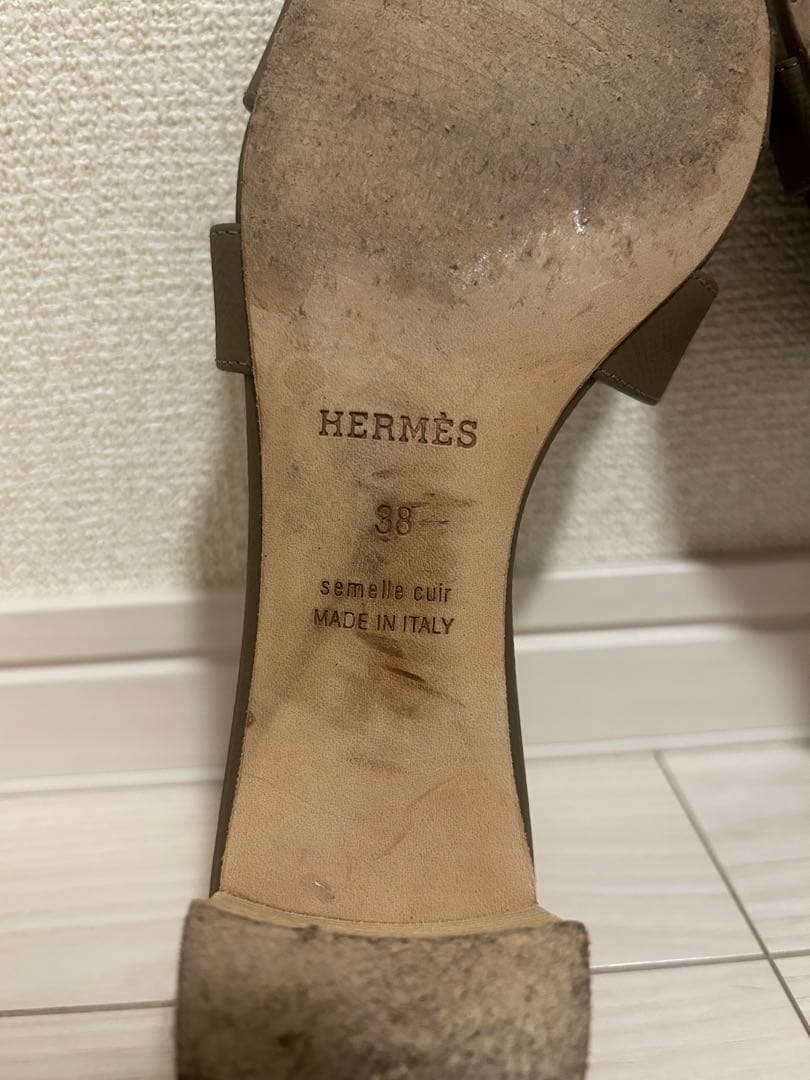 HERMÈS
38
semelle cuir
MADE IN ITALY